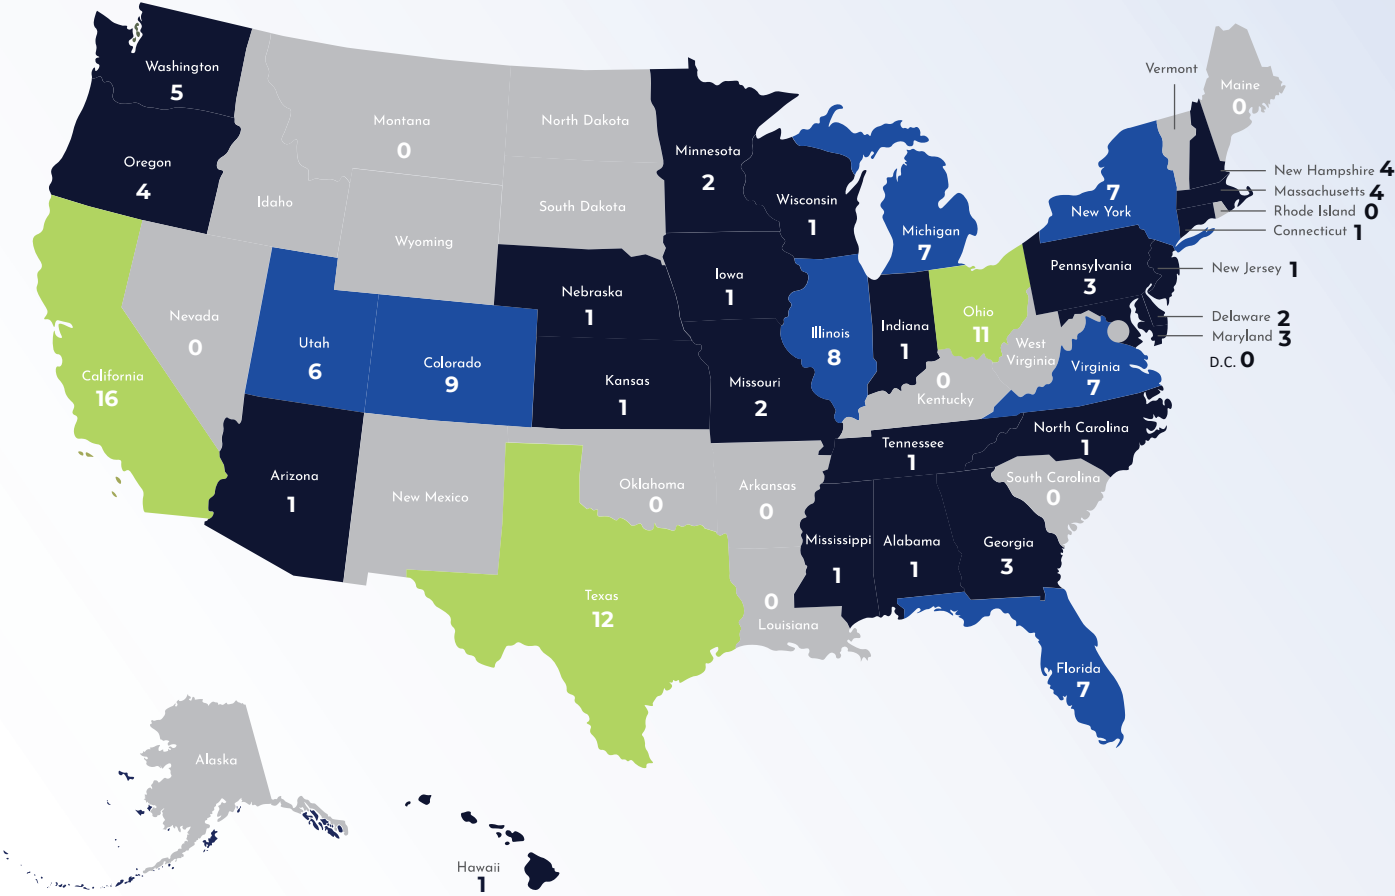 Washington
5
Oregon
4
California
16
Nevada
0
Idaho
Montana
0
Wyoming
Utah
6
Colorado
9
Arizona
1
New Mexico
North Dakota
South Dakota
Nebraska
1
Kansas
1
Oklahoma
0
Texas
12
Minnesota
2
Iowa
1
Missouri
2
Arkansas
0
0
Louisiana
Wisconsin
1
Illinois
8
Michigan
7
Indiana
1
Ohio
11
0
Kentucky
Tennessee
1
Mississippi
1
Alabama
1
Georgia
3
Florida
7
South Carolina
0
North Carolina
1
West
Virginia
Virginia
7
Pennsylvania
3
7
New York
Vermont
Maine
0
New Hampshire 4
Massachusetts 4
Rhode Island 0
Connecticut 1
New Jersey 1
Delaware 2
Maryland 3
D.C. 0
Alaska
Hawaii
1